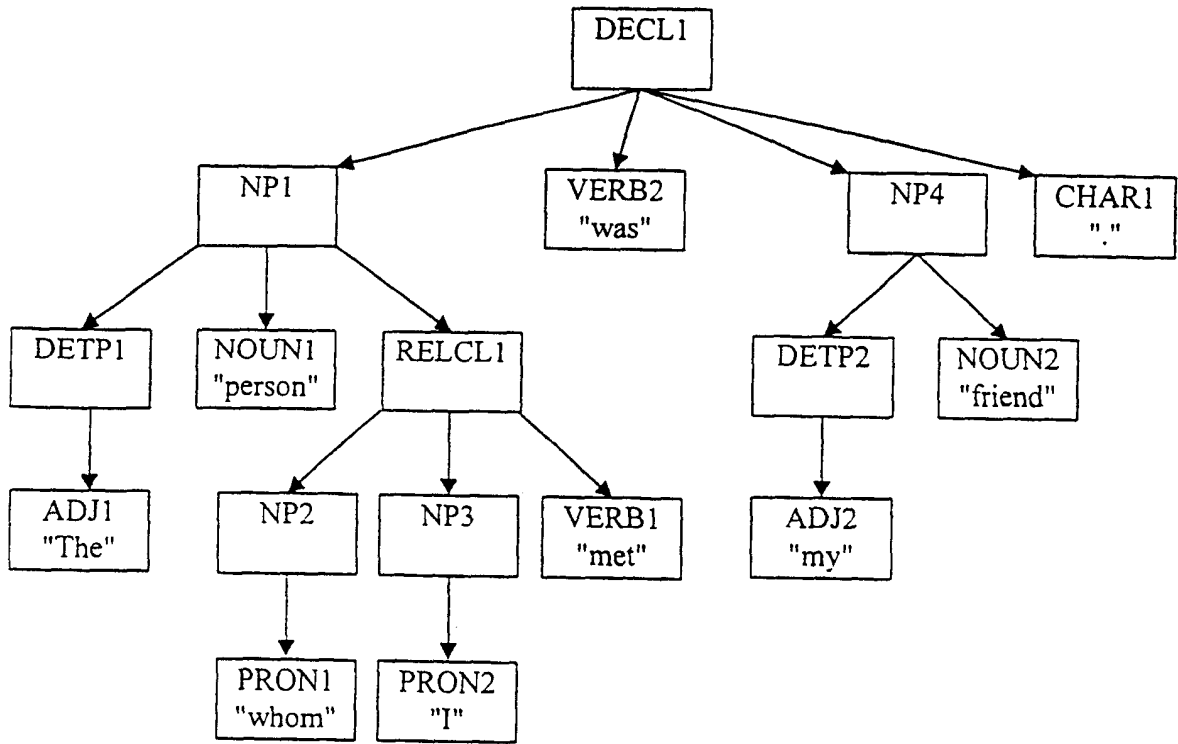 DECL1
NP1
VERB2
"was"
NP4
CHAR1
"."
DETP1
NOUN1
"person"
RELCL1
DETP2
NOUN2
"friend"
ADJ1
"The"
NP2
NP3
VERB1
"met"
ADJ2
"my"
PRON1
"whom"
PRON2
"I"